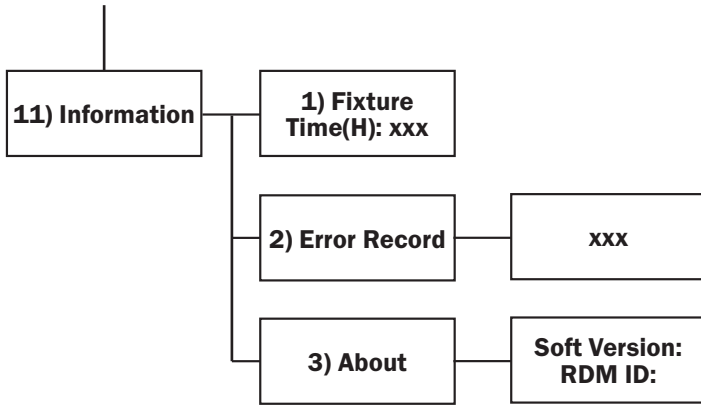 11) Information
1) Fixture
Time(H): xxx
2) Error Record
xxx
3) About
Soft Version:
RDM ID: